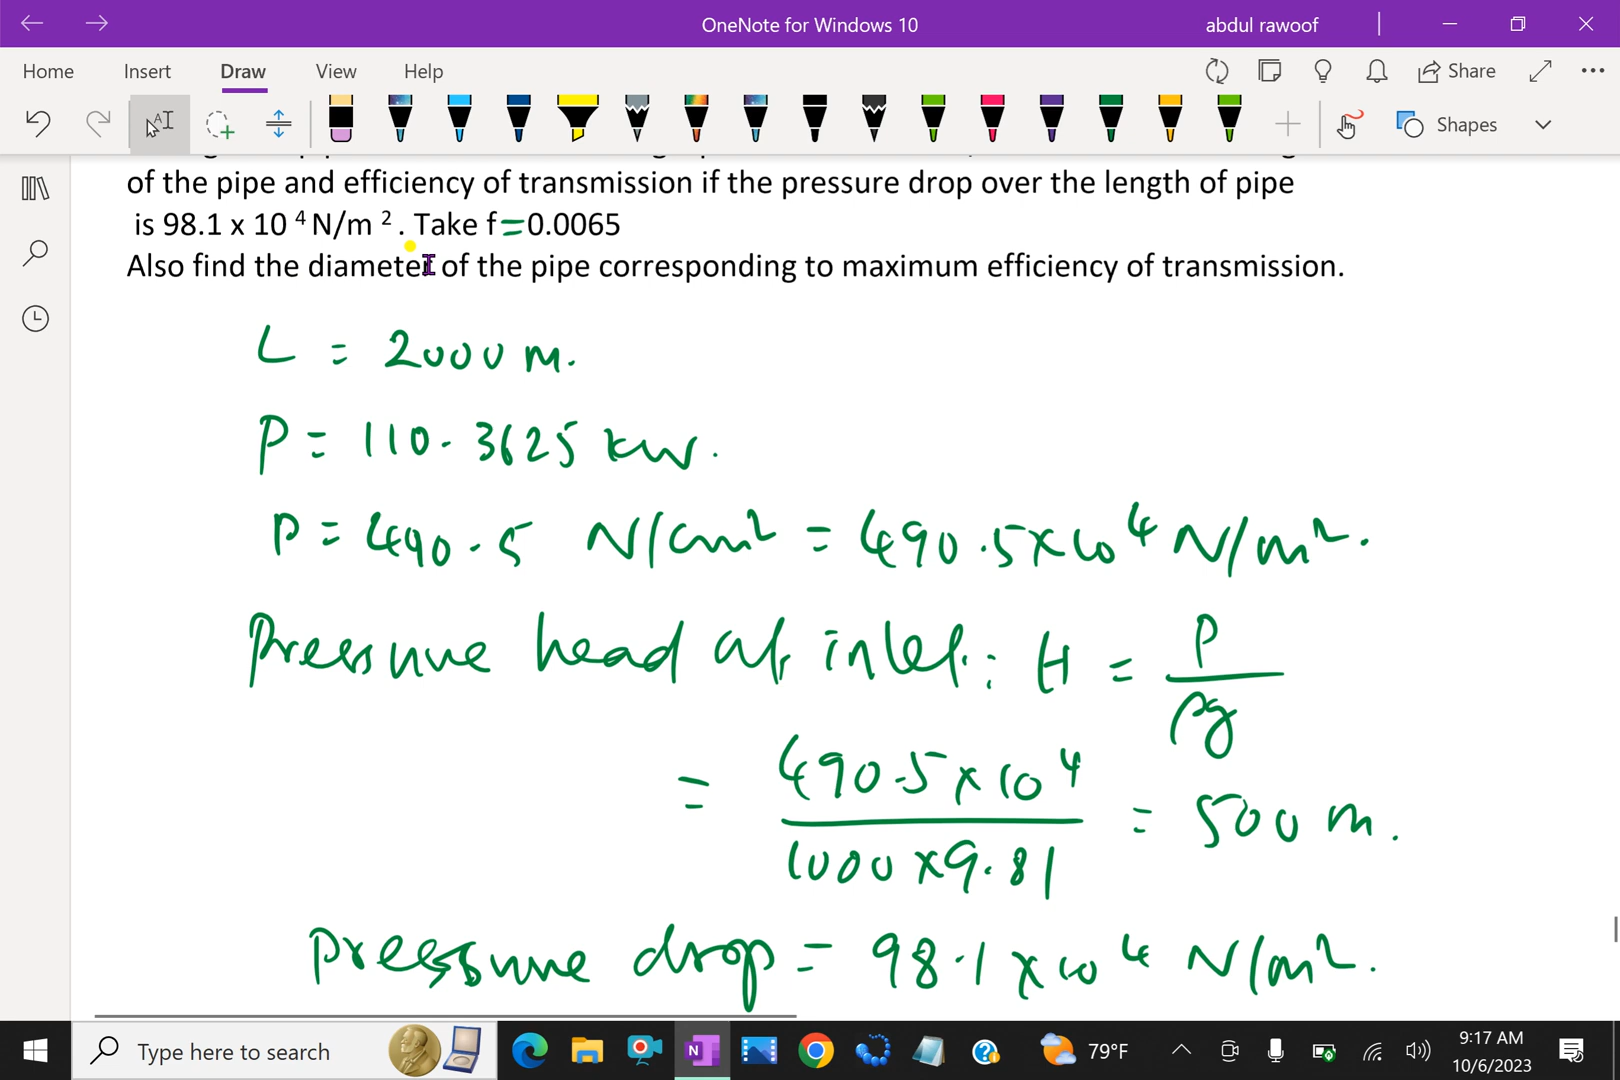 OneNote for Windows 10
abdul rawoof
Home Insert Draw View Help
Share
Shapes
of the pipe and efficiency of transmission if the pressure drop over the length of pipe
is 98.1 x 10 4 N/m 2 . Take f=0.0065
Also find the diameter of the pipe corresponding to maximum efficiency of transmission.
L = 2000 m.
P = 110.3625 kW.
P = 490.5 N/cm² = 490.5×10⁴ N/m².
Pressure head at inlet: H = P/ρg
= 490.5×10⁴/1000×9.81 = 500 m.
Pressure drop = 98.1×10⁴ N/m².
Type here to search
79°F
9:17 AM
10/6/2023